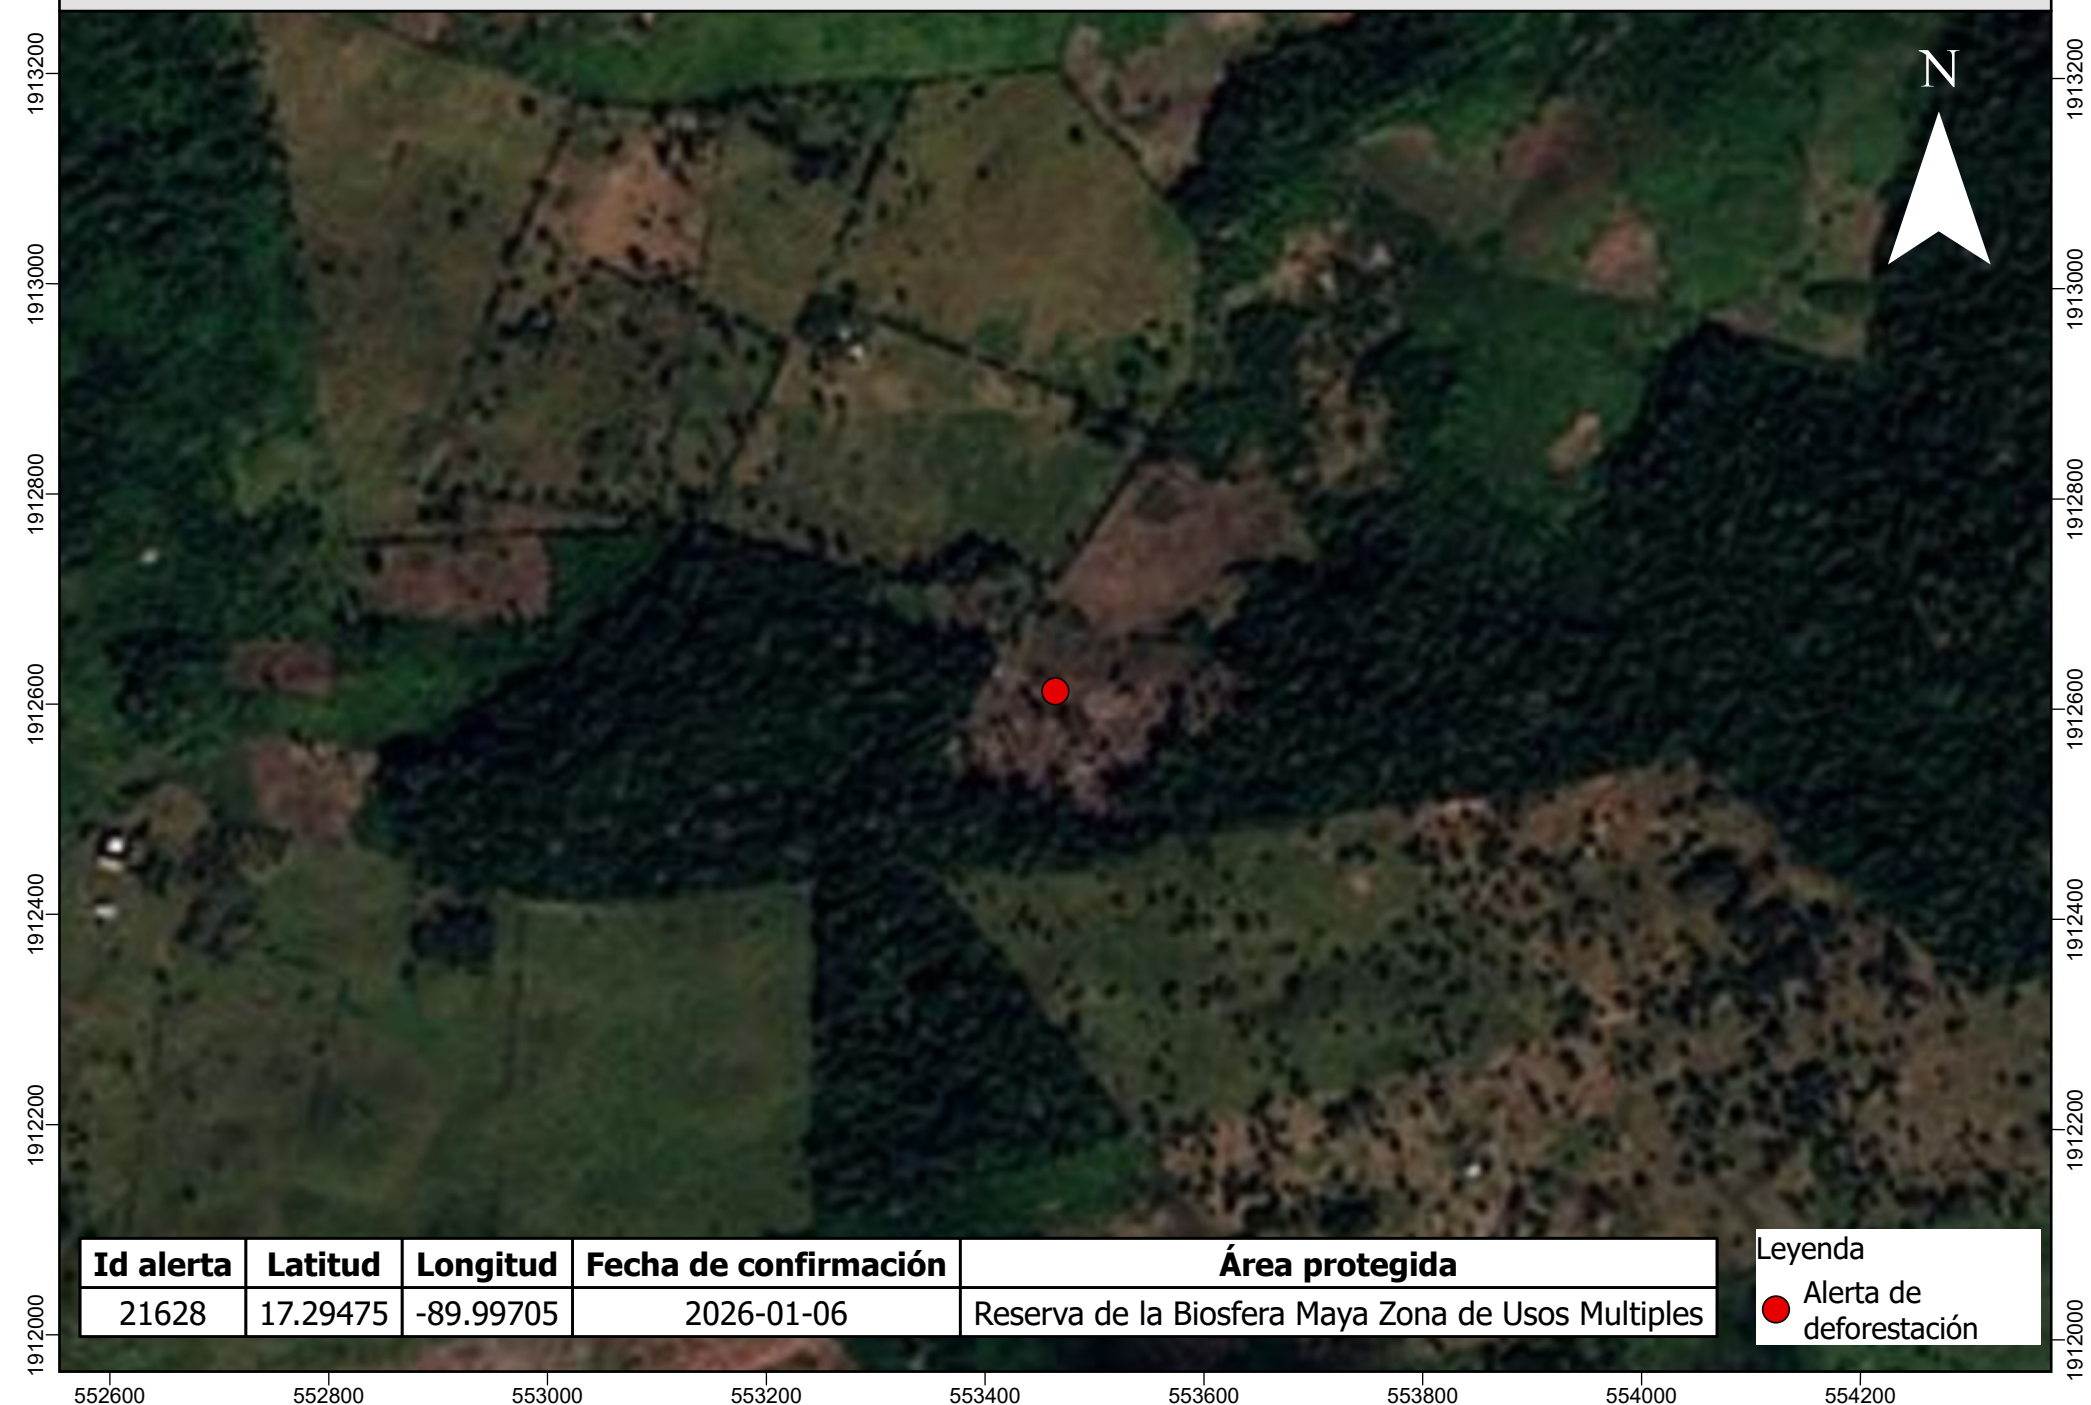 N
1913200
1913000
1912800
1912600
1912400
1912200
1912000
1913200
1913000
1912800
1912600
1912400
1912200
1912000
Id alerta Latitud Longitud Fecha de confirmación Área protegida
21628 17.29475 -89.99705 2026-01-06 Reserva de la Biosfera Maya Zona de Usos Multiples
Leyenda
Alerta de
deforestación
552600 552800 553000 553200 553400 553600 553800 554000 554200